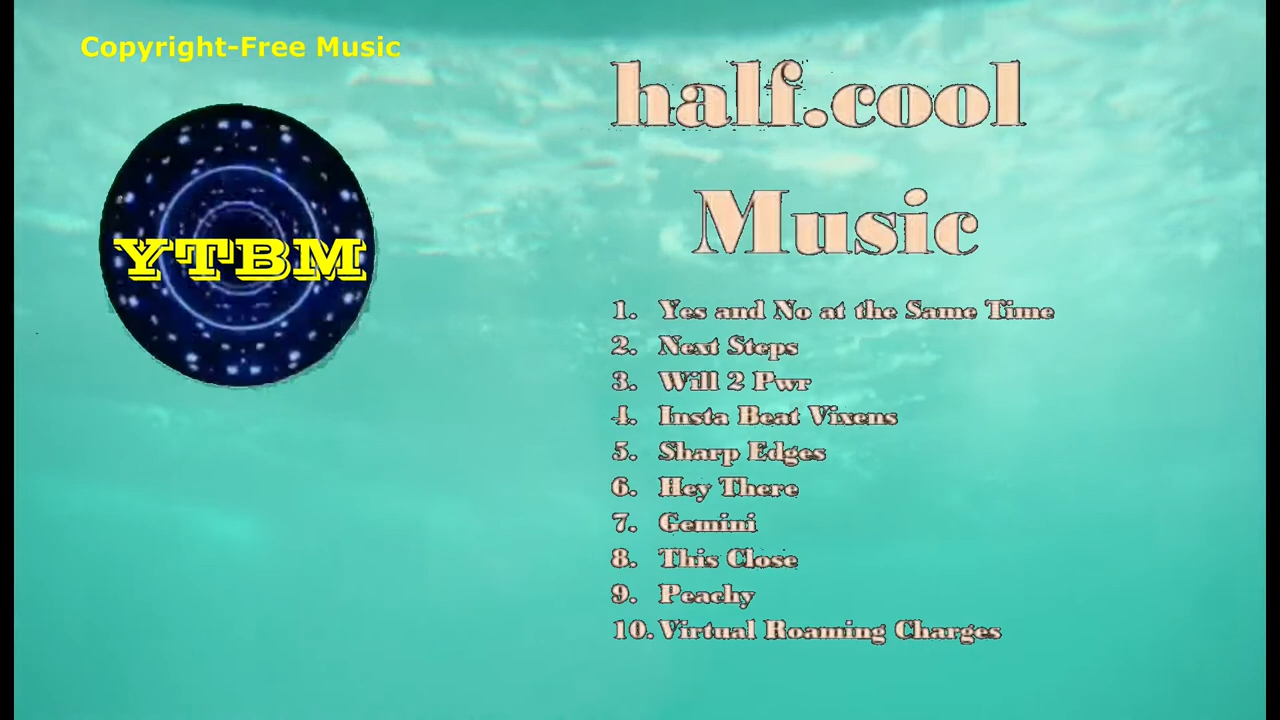 Copyright-Free Music
half.cool
Music
YTBM
1. Yes and No at the Same Time
2. Next Steps
3. Will 2 Pwr
4. Insta Beat Vixens
5. Sharp Edges
6. Hey There
7. Gemini
8. This Close
9. Peachy
10. Virtual Roaming Charges